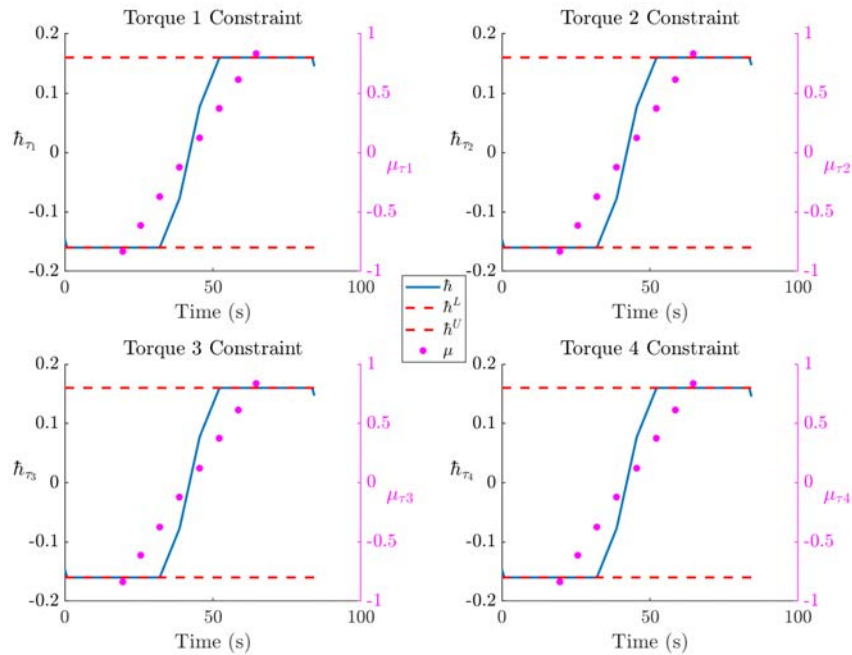 Torque 1 Constraint
0.2
0.1
0
-0.1
-0.2
ℏτ1
1
0.5
0
-0.5
-1
μτ1
0 50 100
Time (s)
Torque 2 Constraint
0.2
0.1
0
-0.1
-0.2
ℏτ2
1
0.5
0
-0.5
-1
μτ2
0 50 100
Time (s)
ℏ
ℏ^L
ℏ^U
μ
Torque 3 Constraint
0.2
0.1
0
-0.1
-0.2
ℏτ3
1
0.5
0
-0.5
-1
μτ3
0 50 100
Time (s)
Torque 4 Constraint
0.2
0.1
0
-0.1
-0.2
ℏτ4
1
0.5
0
-0.5
-1
μτ4
0 50 100
Time (s)